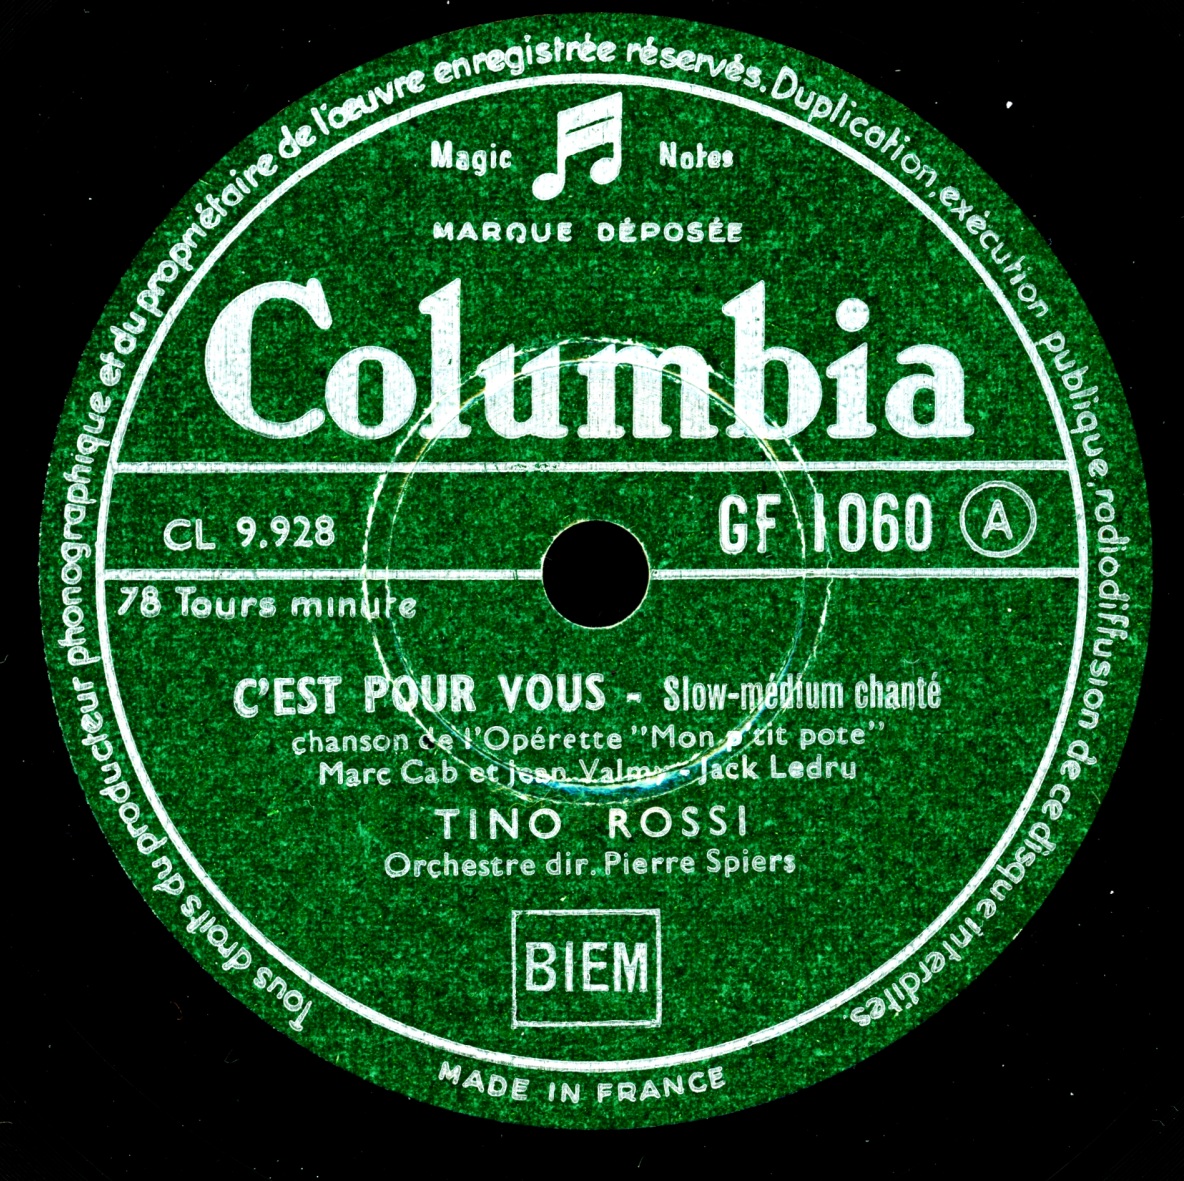 Tous droits du producteur phonographique et du propriétaire de l'œuvre enregistrée réservés. Duplication, exécution publique, radiodiffusion de ce disque interdites.
Magic Notes
MARQUE DÉPOSÉE
Columbia
CL 9.928 GF 1060 A
78 Tours minute
C'EST POUR VOUS - Slow-médium chanté
chanson de l'Opérette "Mon p'tit pote"
Marc Cab et Jean Valmy - Jack Ledru
TINO ROSSI
Orchestre dir. Pierre Spiers
BIEM
MADE IN FRANCE